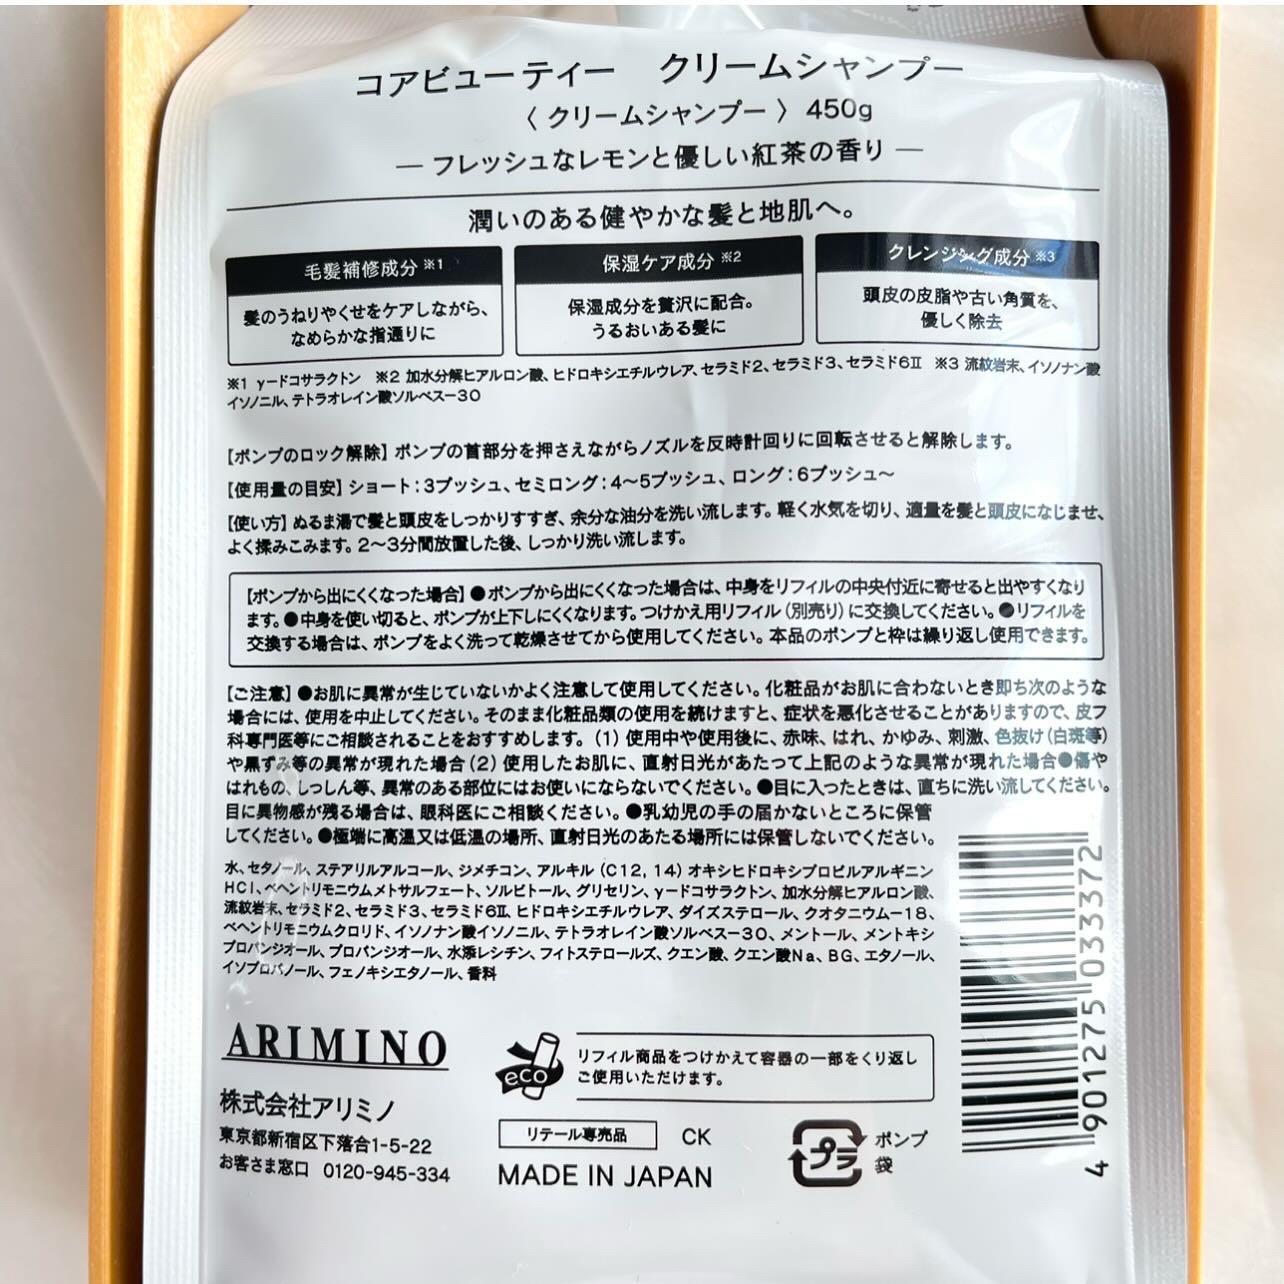 コアビューティー　クリームシャンプー
〈 クリームシャンプー 〉 450g
― フレッシュなレモンと優しい紅茶の香り ―
潤いのある健やかな髪と地肌へ。
毛髪補修成分 ※1
髪のうねりやくせをケアしながら、
なめらかな指通りに
保湿ケア成分 ※2
保湿成分を贅沢に配合。
うるおいある髪に
クレンジング成分 ※3
頭皮の皮脂や古い角質を、
優しく除去
※1 γードコサラクトン　※2 加水分解ヒアルロン酸、ヒドロキシエチルウレア、セラミド2、セラミド3、セラミド6Ⅱ　※3 流紋岩末、イソノナン酸
イソノニル、テトラオレイン酸ソルベスー30
【ポンプのロック解除】 ポンプの首部分を押さえながらノズルを反時計回りに回転させると解除します。
【使用量の目安】 ショート：3プッシュ、セミロング：4～5プッシュ、ロング：6プッシュ～
【使い方】 ぬるま湯で髪と頭皮をしっかりすすぎ、余分な油分を洗い流します。軽く水気を切り、適量を髪と頭皮になじませ、
よく揉みこみます。2～3分間放置した後、しっかり洗い流します。
【ポンプから出にくくなった場合】 ●ポンプから出にくくなった場合は、中身をリフィルの中央付近に寄せると出やすくなり
ます。●中身を使い切ると、ポンプが上下しにくくなります。つけかえ用リフィル（別売り）に交換してください。●リフィルを
交換する場合は、ポンプをよく洗って乾燥させてから使用してください。本品のポンプと枠は繰り返し使用できます。
【ご注意】 ●お肌に異常が生じていないかよく注意して使用してください。化粧品がお肌に合わないとき即ち次のような
場合には、使用を中止してください。そのまま化粧品類の使用を続けますと、症状を悪化させることがありますので、皮フ
科専門医等にご相談されることをおすすめします。（1）使用中や使用後に、赤味、はれ、かゆみ、刺激、色抜け（白斑等）
や黒ずみ等の異常が現れた場合（2）使用したお肌に、直射日光があたって上記のような異常が現れた場合●傷や
はれもの、しっしん等、異常のある部位にはお使いにならないでください。●目に入ったときは、直ちに洗い流してください。
目に異物感が残る場合は、眼科医にご相談ください。●乳幼児の手の届かないところに保管
してください。●極端に高温又は低温の場所、直射日光のあたる場所には保管しないでください。
水、セタノール、ステアリルアルコール、ジメチコン、アルキル（C12, 14）オキシヒドロキシプロピルアルギニン
HCl、ベヘントリモニウムメトサルフェート、ソルビトール、グリセリン、γードコサラクトン、加水分解ヒアルロン酸、
流紋岩末、セラミド2、セラミド3、セラミド6Ⅱ、ヒドロキシエチルウレア、ダイズステロール、クオタニウムー18、
ベヘントリモニウムクロリド、イソノナン酸イソノニル、テトラオレイン酸ソルベスー30、メントール、メントキシ
プロパンジオール、プロパンジオール、水添レシチン、フィトステロールズ、クエン酸、クエン酸Na、BG、エタノール、
イソプロパノール、フェノキシエタノール、香料
ARIMINO
株式会社アリミノ
東京都新宿区下落合1-5-22
お客さま窓口 0120-945-334
eco
リフィル商品をつけかえて容器の一部をくり返し
ご使用いただけます。
リテール専売品
CK
MADE IN JAPAN
プラ
ポンプ
袋
4 901275 033372